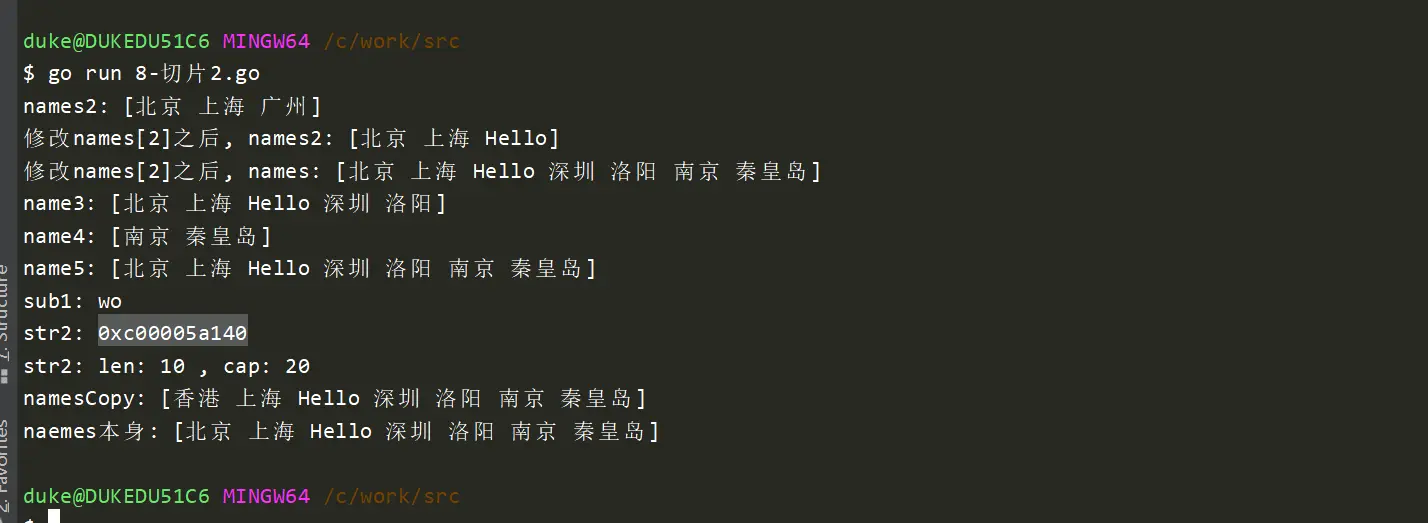 duke@DUKEDU51C6 MINGW64 /c/work/src
$ go run 8-切片2.go
names2: [北京 上海 广州]
修改names[2]之后, names2: [北京 上海 Hello]
修改names[2]之后, names: [北京 上海 Hello 深圳 洛阳 南京 秦皇岛]
name3: [北京 上海 Hello 深圳 洛阳]
name4: [南京 秦皇岛]
name5: [北京 上海 Hello 深圳 洛阳 南京 秦皇岛]
sub1: wo
str2: 0xc00005a140
str2: len: 10 , cap: 20
namesCopy: [香港 上海 Hello 深圳 洛阳 南京 秦皇岛]
naemes本身: [北京 上海 Hello 深圳 洛阳 南京 秦皇岛]
duke@DUKEDU51C6 MINGW64 /c/work/src
$
7: Structure
2: Favorites